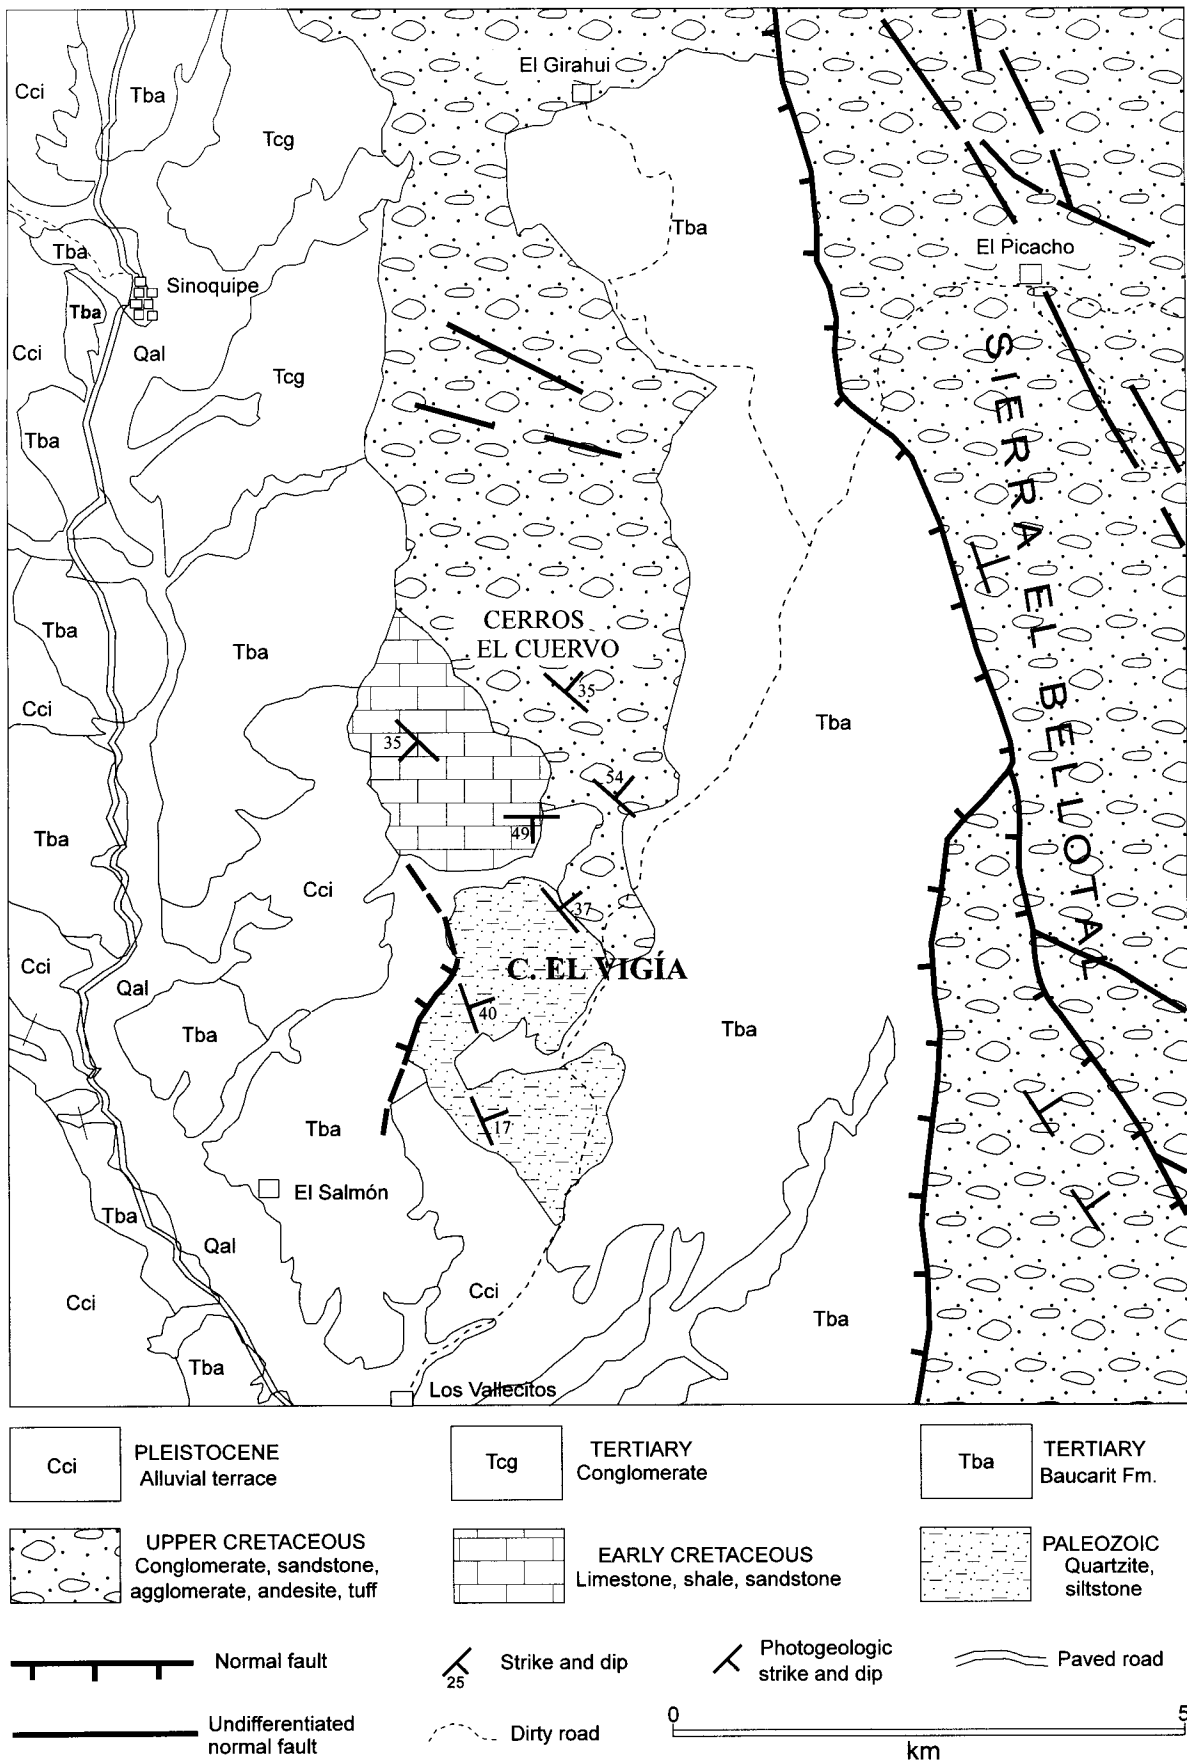 El Girahui
Cci
Tba
Tcg
Tba
El Picacho
Tba
Sinoquipe
Tba
Cci
Qal
Tcg
SIERRA EL BELLOTAL
Tba
CERROS
EL CUERVO
Tba
Tba
35
Cci
Tba
35
54
49
Tba
Cci
37
Cci
C. EL VIGÍA
Qal
40
Tba
Tba
Tba
17
El Salmón
Tba
Qal
Cci
Cci
Tba
Tba
Los Vallecitos
Cci
PLEISTOCENE
Alluvial terrace
Tcg
TERTIARY
Conglomerate
Tba
TERTIARY
Baucarit Fm.
UPPER CRETACEOUS
Conglomerate, sandstone,
agglomerate, andesite, tuff
EARLY CRETACEOUS
Limestone, shale, sandstone
PALEOZOIC
Quartzite,
siltstone
Normal fault
25
Strike and dip
Photogeologic
strike and dip
Paved road
Undifferentiated
normal fault
Dirty road
0
5
km